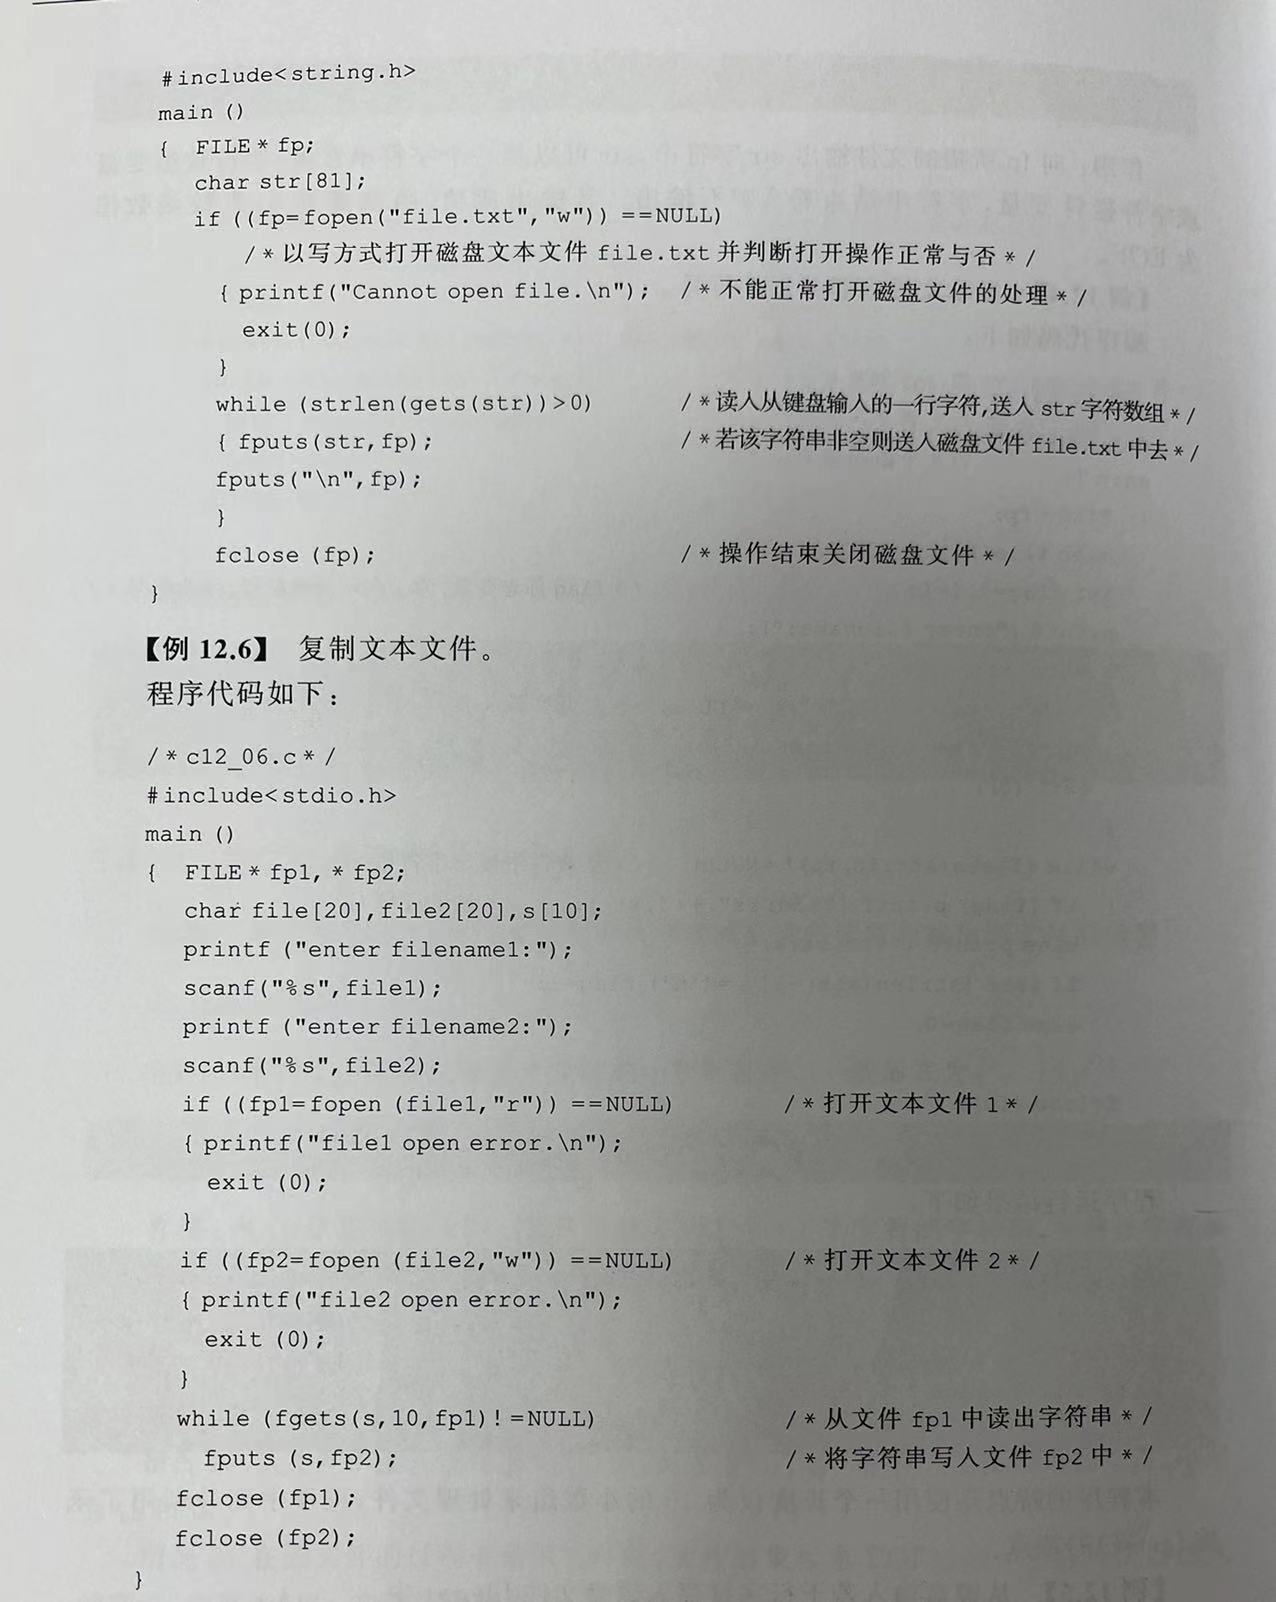 #include<string.h>
main ()
{ FILE * fp;
char str[81];
if ((fp=fopen("file.txt","w")) ==NULL)
/*以写方式打开磁盘文本文件 file.txt 并判断打开操作正常与否*/
{ printf("Cannot open file.\n"); /*不能正常打开磁盘文件的处理*/
exit(0);
}
while (strlen(gets(str))>0) /*读入从键盘输入的一行字符,送入 str 字符数组*/
{ fputs(str,fp); /*若该字符串非空则送入磁盘文件 file.txt 中去*/
fputs("\n",fp);
}
fclose (fp); /*操作结束关闭磁盘文件*/
}
【例 12.6】 复制文本文件。
程序代码如下：
/*c12_06.c*/
#include<stdio.h>
main ()
{ FILE * fp1, * fp2;
char file[20],file2[20],s[10];
printf ("enter filename1:");
scanf("%s",file1);
printf ("enter filename2:");
scanf("%s",file2);
if ((fp1=fopen (file1,"r")) ==NULL) /*打开文本文件 1*/
{ printf("file1 open error.\n");
exit (0);
}
if ((fp2=fopen (file2,"w")) ==NULL) /*打开文本文件 2*/
{ printf("file2 open error.\n");
exit (0);
}
while (fgets(s,10,fp1)!=NULL) /*从文件 fp1 中读出字符串*/
fputs (s,fp2); /*将字符串写入文件 fp2 中*/
fclose (fp1);
fclose (fp2);
}